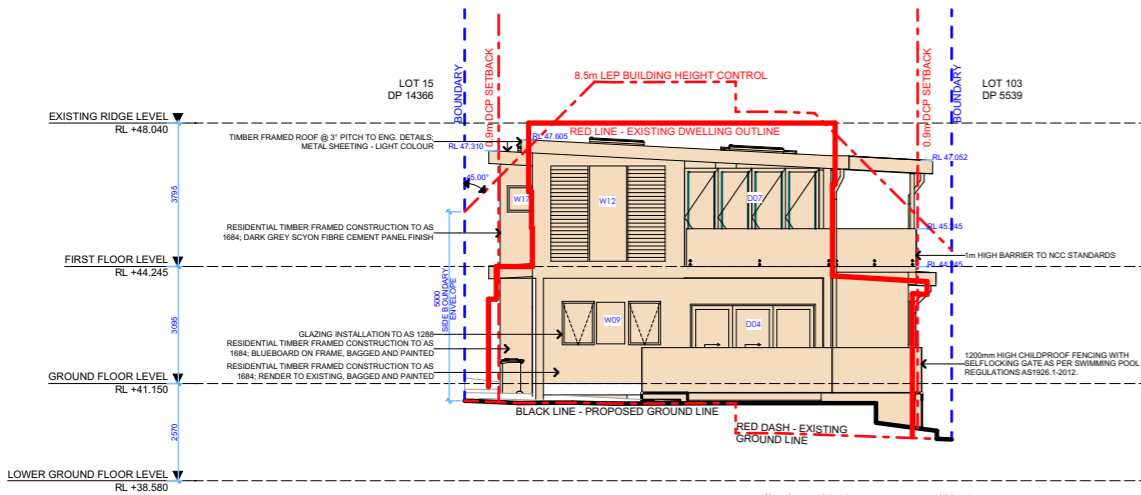 8.5m LEP BUILDING HEIGHT CONTROL
LOT 15
DP 14366
LOT 103
DP 5539
BOUNDARY
0.9m DCP SETBACK
0.9m DCP SETBACK
BOUNDARY
EXISTING RIDGE LEVEL
RL +48.040
RED LINE - EXISTING DWELLING OUTLINE
TIMBER FRAMED ROOF @ 3° PITCH TO ENG. DETAILS;
METAL SHEETING - LIGHT COLOUR
RL 47.605
RL 47.310
RL 47.052
45.00°
3795
W17
W12
D07
RESIDENTIAL TIMBER FRAMED CONSTRUCTION TO AS
1684; DARK GREY SCYON FIBRE CEMENT PANEL FINISH
1m HIGH BARRIER TO NCC STANDARDS
FIRST FLOOR LEVEL
RL +44.245
5000
SIDE BOUNDARY
ENVELOPE
3095
W09
D04
GLAZING INSTALLATION TO AS 1288
RESIDENTIAL TIMBER FRAMED CONSTRUCTION TO AS
1684; BLUEBOARD ON FRAME, BAGGED AND PAINTED
RESIDENTIAL TIMBER FRAMED CONSTRUCTION TO AS
1684; RENDER TO EXISTING, BAGGED AND PAINTED
1200mm HIGH CHILDPROOF FENCING WITH
SELFLOCKING GATE AS PER SWIMMING POOL
REGULATIONS AS1926.1-2012.
GROUND FLOOR LEVEL
RL +41.150
BLACK LINE - PROPOSED GROUND LINE
RED DASH - EXISTING
GROUND LINE
2570
LOWER GROUND FLOOR LEVEL
RL +38.580